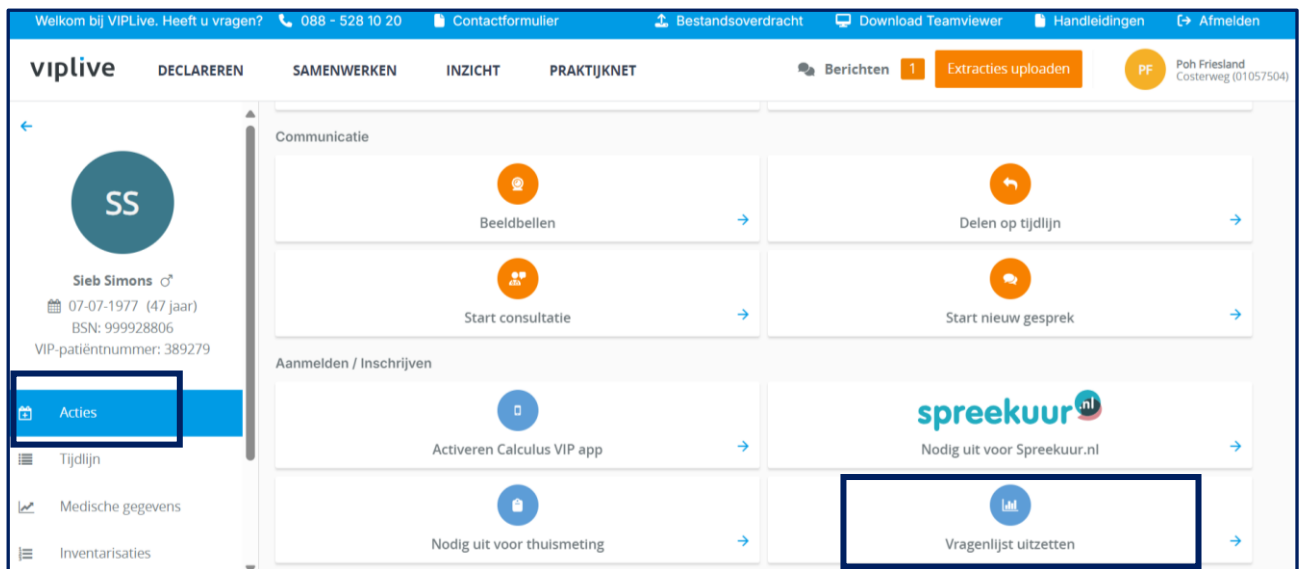 Welkom bij VIPLive. Heeft u vragen? 088 - 528 10 20 Contactformulier Bestandsoverdracht Download Teamviewer Handleidingen Afmelden
viplive DECLAREREN SAMENWERKEN INZICHT PRAKTIJKNET Berichten 1 Extracties uploaden PF Poh Friesland
Costerweg (01057504)
SS
Sieb Simons
07-07-1977 (47 jaar)
BSN: 999928806
VIP-patiëntnummer: 389279
Acties
Tijdlijn
Medische gegevens
Inventarisaties
Communicatie
Beeldbellen
Delen op tijdlijn
Start consultatie
Start nieuw gesprek
Aanmelden / Inschrijven
Activeren Calculus VIP app
spreekuur.nl
Nodig uit voor Spreekuur.nl
Nodig uit voor thuismeting
Vragenlijst uitzetten